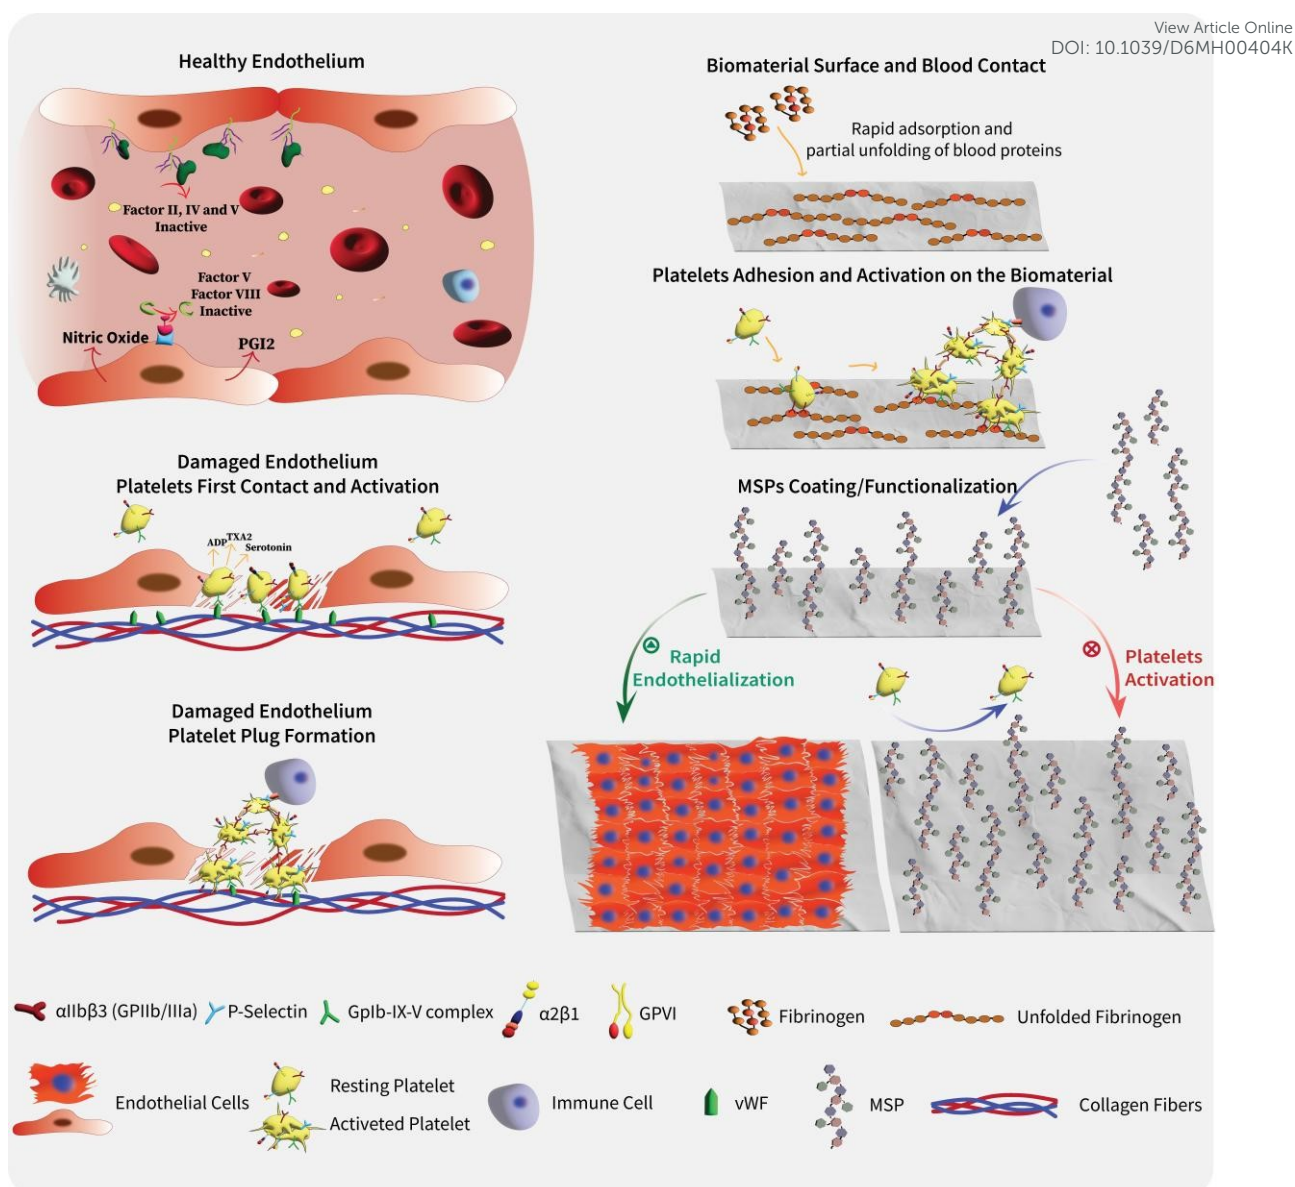 View Article Online
DOI: 10.1039/D6MH00404K
Healthy Endothelium
Factor II, IV and V
Inactive
Factor V
Factor VIII
Inactive
Nitric Oxide
PGI2
Damaged Endothelium
Platelets First Contact and Activation
ADP
TXA2
Serotonin
Damaged Endothelium
Platelet Plug Formation
Biomaterial Surface and Blood Contact
Rapid adsorption and
partial unfolding of blood proteins
Platelets Adhesion and Activation on the Biomaterial
MSPs Coating/Functionalization
Rapid
Endothelialization
Platelets
Activation
αIIbβ3 (GPIIb/IIIa)
P-Selectin
GpIb-IX-V complex
α2β1
GPVI
Fibrinogen
Unfolded Fibrinogen
Endothelial Cells
Resting Platelet
Activeted Platelet
Immune Cell
vWF
MSP
Collagen Fibers